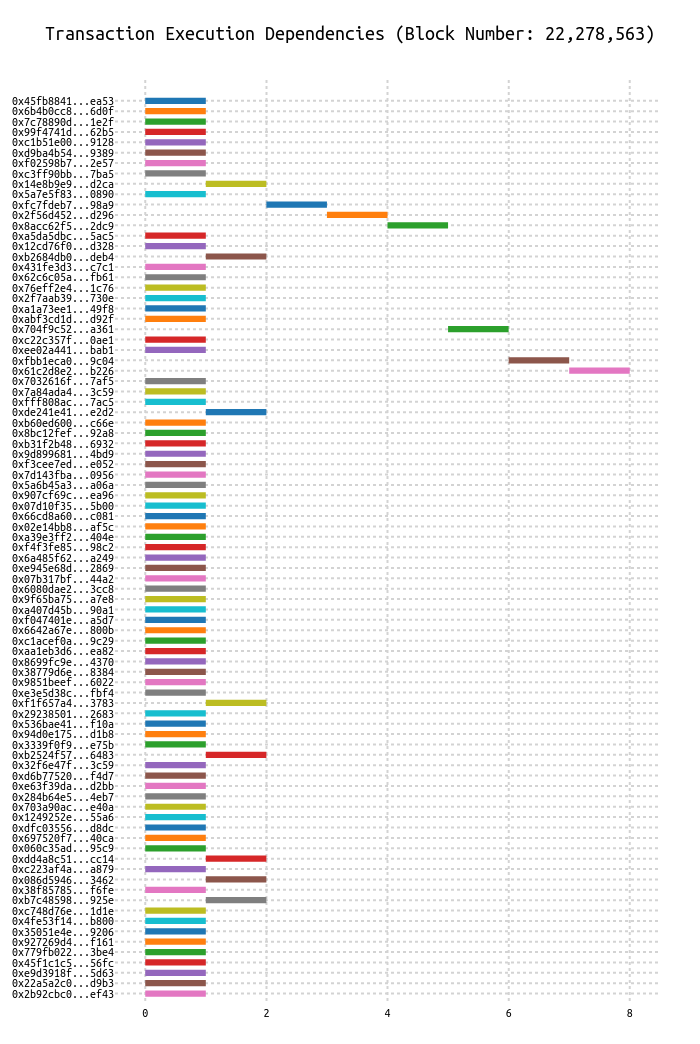 Transaction Execution Dependencies (Block Number: 22,278,563)
0x45fb8841...ea53
0x6b4b0cc8...6d0f
0x7c78890d...1e2f
0x99f4741d...62b5
0xc1b51e00...9128
0xd9ba4b54...9389
0xf02598b7...2e57
0xc3ff90bb...7ba5
0x14e8b9e9...d2ca
0x5a7e5f83...0890
0xfc7fdeb7...98a9
0x2f56d452...d296
0x8acc62f5...2dc9
0xa5da5dbc...5ac5
0x12cd76f0...d328
0xb2684db0...deb4
0x431fe3d3...c7c1
0x62c6c05a...fb61
0x76eff2e4...1c76
0x2f7aab39...730e
0xa1a73ee1...49f8
0xabf3cd1d...d92f
0x704f9c52...a361
0xc22c357f...0ae1
0xee02a441...bab1
0xfbb1eca0...9c04
0x61c2d8e2...b226
0x7032616f...7af5
0x7a84ada4...3c59
0xfff808ac...7ac5
0xde241e41...e2d2
0xb60ed600...c66e
0x8bc12fef...92a8
0xb31f2b48...6932
0x9d899681...4bd9
0xf3cee7ed...e052
0x7d143fba...0956
0x5a6b45a3...a06a
0x907cf69c...ea96
0x07d10f35...5b00
0x66cd8a60...c081
0x02e14bb8...af5c
0xa39e3ff2...404e
0xf4f3fe85...98c2
0x6a485f62...a249
0xe945e68d...2869
0x07b317bf...44a2
0x6080dae2...3cc8
0x9f65ba75...a7e8
0xa407d45b...90a1
0xf047401e...a5d7
0x6642a67e...800b
0xc1acef0a...9c29
0xaa1eb3d6...ea82
0x8699fc9e...4370
0x38779d6e...8384
0x9851beef...6022
0xe3e5d38c...fbf4
0xf1f657a4...3783
0x29238501...2683
0x536bae41...f10a
0x94d0e175...d1b8
0x3339f0f9...e75b
0xb2524f57...6483
0x32f6e47f...3c59
0xd6b77520...f4d7
0xe63f39da...d2bb
0x284b64e5...4eb7
0x703a90ac...e40a
0x1249252e...55a6
0xdfc03556...d8dc
0x697520f7...40ca
0x060c35ad...95c9
0xdd4a8c51...cc14
0xc223af4a...a879
0x086d5946...3462
0x38f85785...f6fe
0xb7c48598...925e
0xc748d76e...1d1e
0x4fe53f14...b800
0x35051e4e...9206
0x927269d4...f161
0x779fb022...3be4
0x45f1c1c5...56fc
0xe9d3918f...5d63
0x22a5a2c0...d9b3
0x2b92cbc0...ef43
0 2 4 6 8